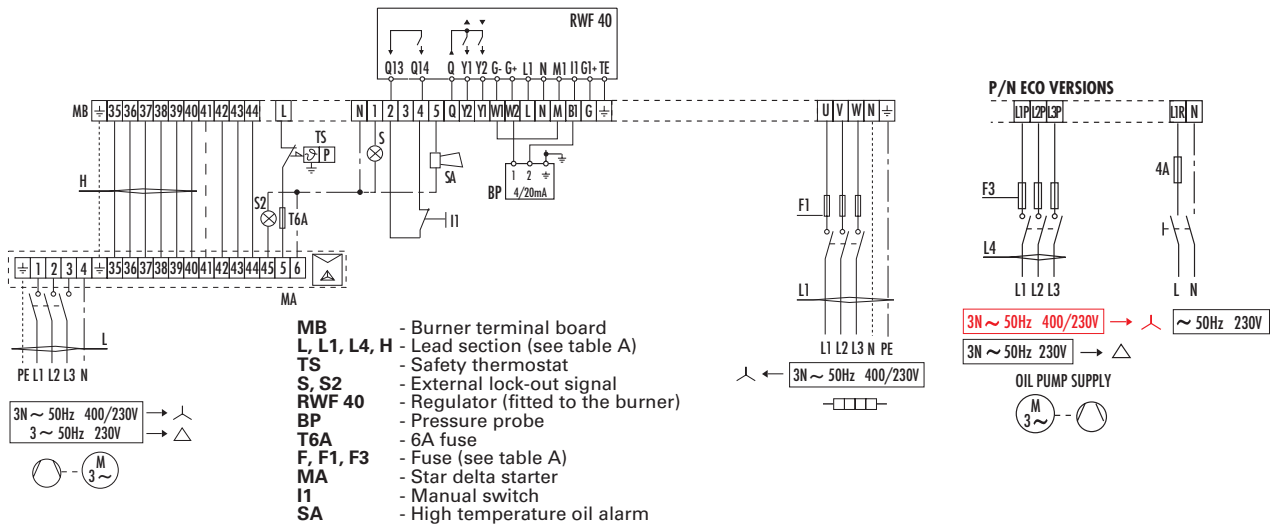 RWF 40
Q13 Q14 Q Y1 Y2 G- G+ L1 N M1 I1 G1+ TE
MB 35 36 37 38 39 40 41 42 43 44 L N 1 2 3 4 5 Q Y2 Y1 W1 W2 L N M B1 G U V W N
P/N ECO VERSIONS
L1P L2P L3P L1R N
TS
P
S
SA
1 2
BP 4/20mA
H
S2
T6A
I1
F1
F3
4A
L4
1 2 3 4 35 36 37 38 39 40 41 42 43 44 45 5 6
MA
L
L1
PE L1 L2 L3 N
L1 L2 L3 N PE
L1 L2 L3
L N
3N ~ 50Hz 400/230V
3 ~ 50Hz 230V
M
3~
3N ~ 50Hz 400/230V
3N ~ 50Hz 400/230V
~ 50Hz 230V
3N ~ 50Hz 230V
OIL PUMP SUPPLY
M
3~
MB - Burner terminal board
L, L1, L4, H - Lead section (see table A)
TS - Safety thermostat
S, S2 - External lock-out signal
RWF 40 - Regulator (fitted to the burner)
BP - Pressure probe
T6A - 6A fuse
F, F1, F3 - Fuse (see table A)
MA - Star delta starter
I1 - Manual switch
SA - High temperature oil alarm